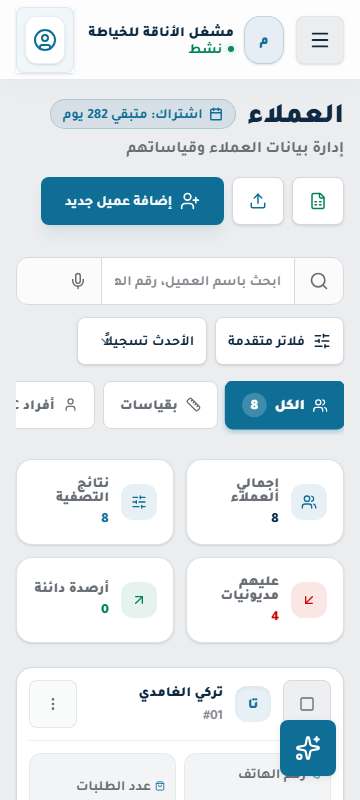 مشغل الأناقة للخياطة
نشط
م
العملاء
اشتراك: متبقي 282 يوم
إدارة بيانات العملاء وقياساتهم
إضافة عميل جديد
ابحث باسم العميل، رقم اله
فلاتر متقدمة
الأحدث تسجيلاً
الكل 8
بقياسات
أفراد
إجمالي العملاء
8
نتائج التصفية
8
عليهم مديونيات
4
أرصدة دائنة
0
تا
تركي الغامدي
#01
رقم الهاتف
عدد الطلبات